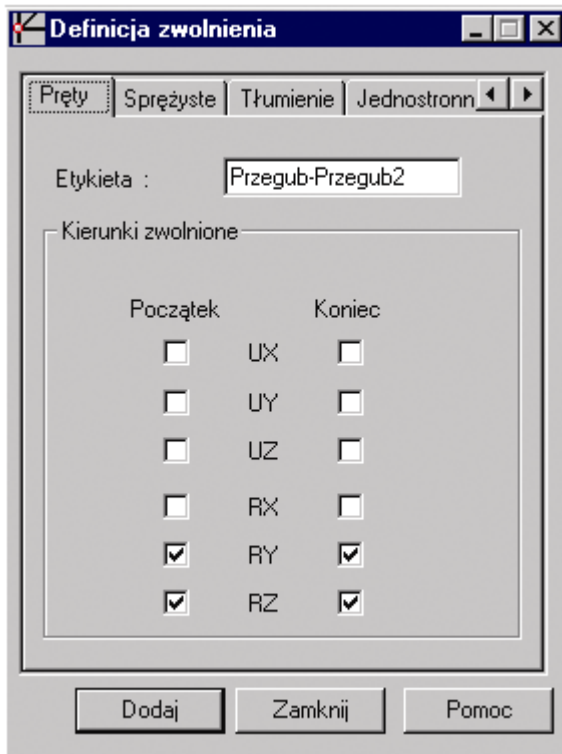 Definicja zwolnienia
Pręty Sprężyste Tłumienie Jednostronn
Etykieta : Przegub-Przegub2
Kierunki zwolnione
Początek Koniec
UX
UY
UZ
RX
RY
RZ
Dodaj Zamknij Pomoc